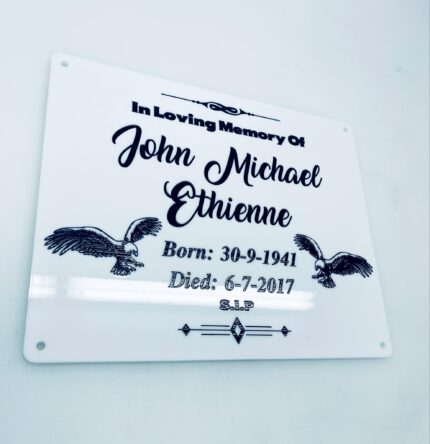 In Loving Memory Of
John Michael
Ethienne
Born: 30-9-1941
Died: 6-7-2017
S.I.P